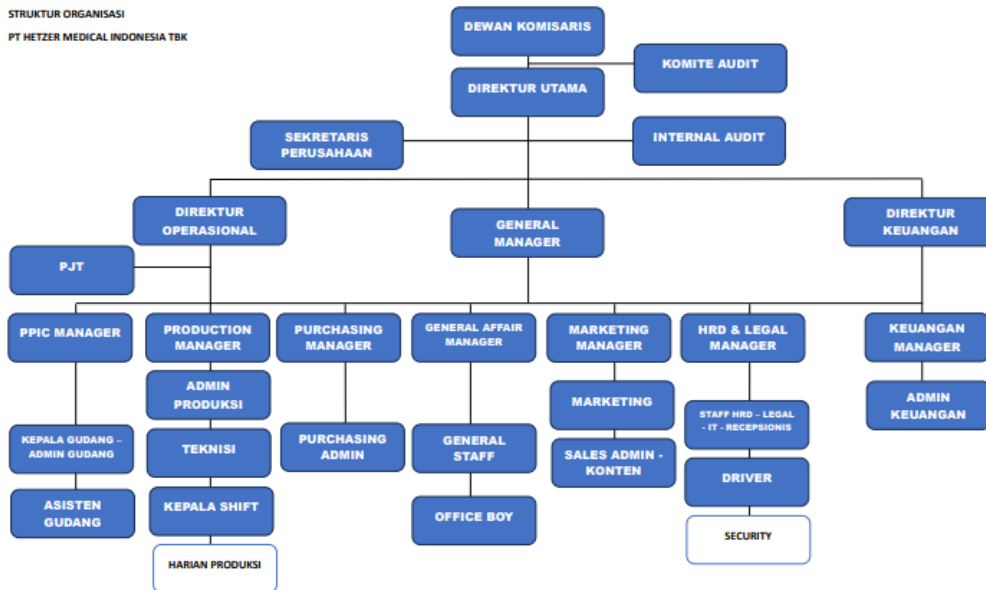 STRUKTUR ORGANISASI
PT HETZER MEDICAL INDONESIA TBK
DEWAN KOMISARIS
KOMITE AUDIT
DIREKTUR UTAMA
SEKRETARIS
PERUSAHAAN
INTERNAL AUDIT
DIREKTUR
OPERASIONAL
GENERAL
MANAGER
DIREKTUR
KEUANGAN
PJT
PPIC MANAGER
PRODUCTION
MANAGER
PURCHASING
MANAGER
GENERAL AFFAIR
MANAGER
MARKETING
MANAGER
HRD & LEGAL
MANAGER
KEUANGAN
MANAGER
ADMIN
PRODUKSI
MARKETING
ADMIN
KEUANGAN
KEPALA GUDANG –
ADMIN GUDANG
TEKNISI
PURCHASING
ADMIN
GENERAL
STAFF
SALES ADMIN -
KONTEN
STAFF HRD – LEGAL
- IT - RECEPSIONIS
ASISTEN
GUDANG
KEPALA SHIFT
OFFICE BOY
DRIVER
HARIAN PRODUKSI
SECURITY